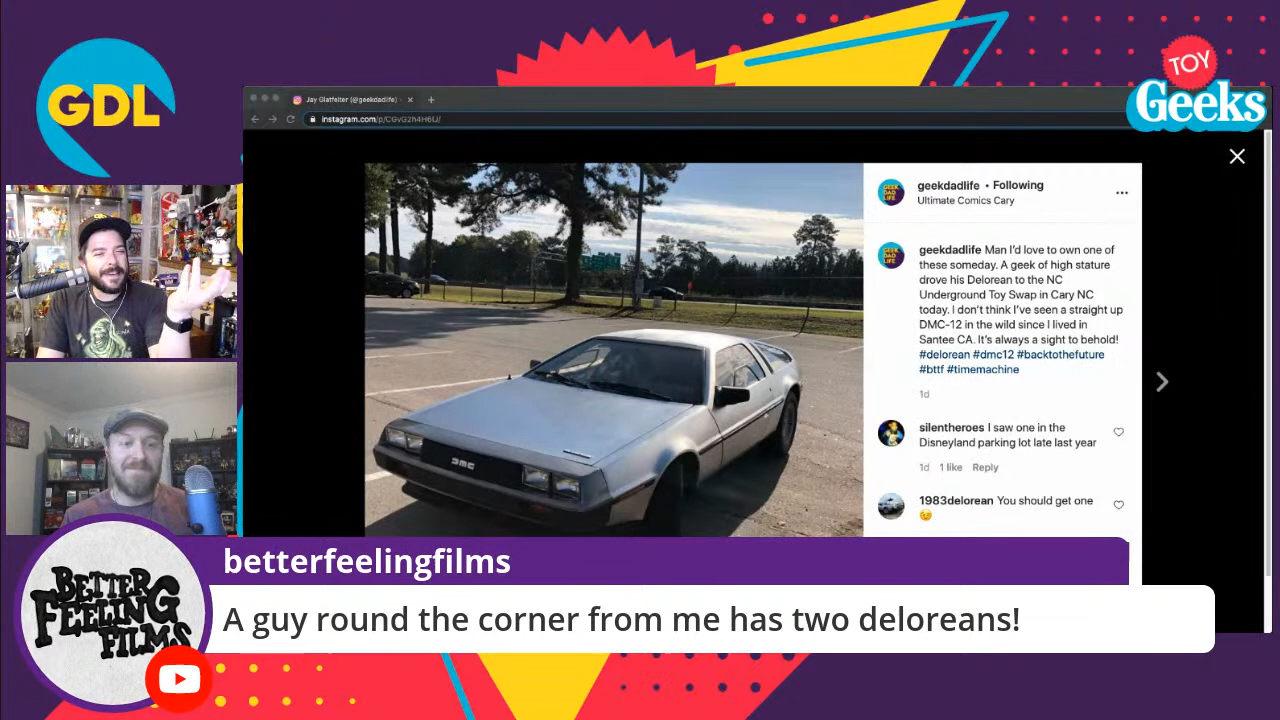 GDL
TOY
Geeks
Jay Glatfelter (@geekdadlife)
instagram.com/p/CGvG2h4H6lJ/
geekdadlife • Following
Ultimate Comics Cary
geekdadlife Man I'd love to own one of
these someday. A geek of high stature
drove his Delorean to the NC
Underground Toy Swap in Cary NC
today. I don't think I've seen a straight up
DMC-12 in the wild since I lived in
Santee CA. It's always a sight to behold!
#delorean #dmc12 #backtothefuture
#bttf #timemachine
1d
silentheroes I saw one in the
Disneyland parking lot late last year
1d 1 like Reply
1983delorean You should get one
😉
DMC
GEEK
DAD
LIFE
betterfeelingfilms
A guy round the corner from me has two deloreans!
BETTER
FEELING
FILMS